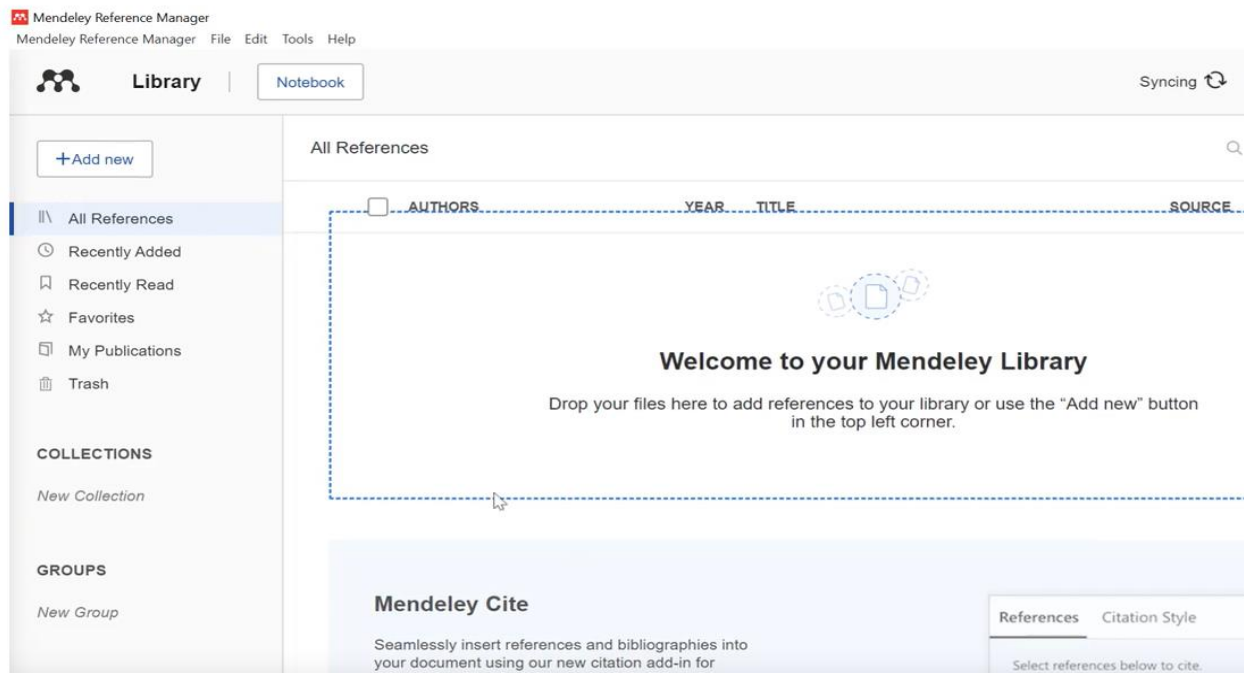 Mendeley Reference Manager
Mendeley Reference Manager File Edit Tools Help
Library
Notebook
Syncing
+Add new
All References
Recently Added
Recently Read
Favorites
My Publications
Trash
COLLECTIONS
New Collection
GROUPS
New Group
All References
AUTHORS YEAR TITLE SOURCE
Welcome to your Mendeley Library
Drop your files here to add references to your library or use the “Add new” button
in the top left corner.
Mendeley Cite
Seamlessly insert references and bibliographies into
your document using our new citation add-in for
References Citation Style
Select references below to cite.